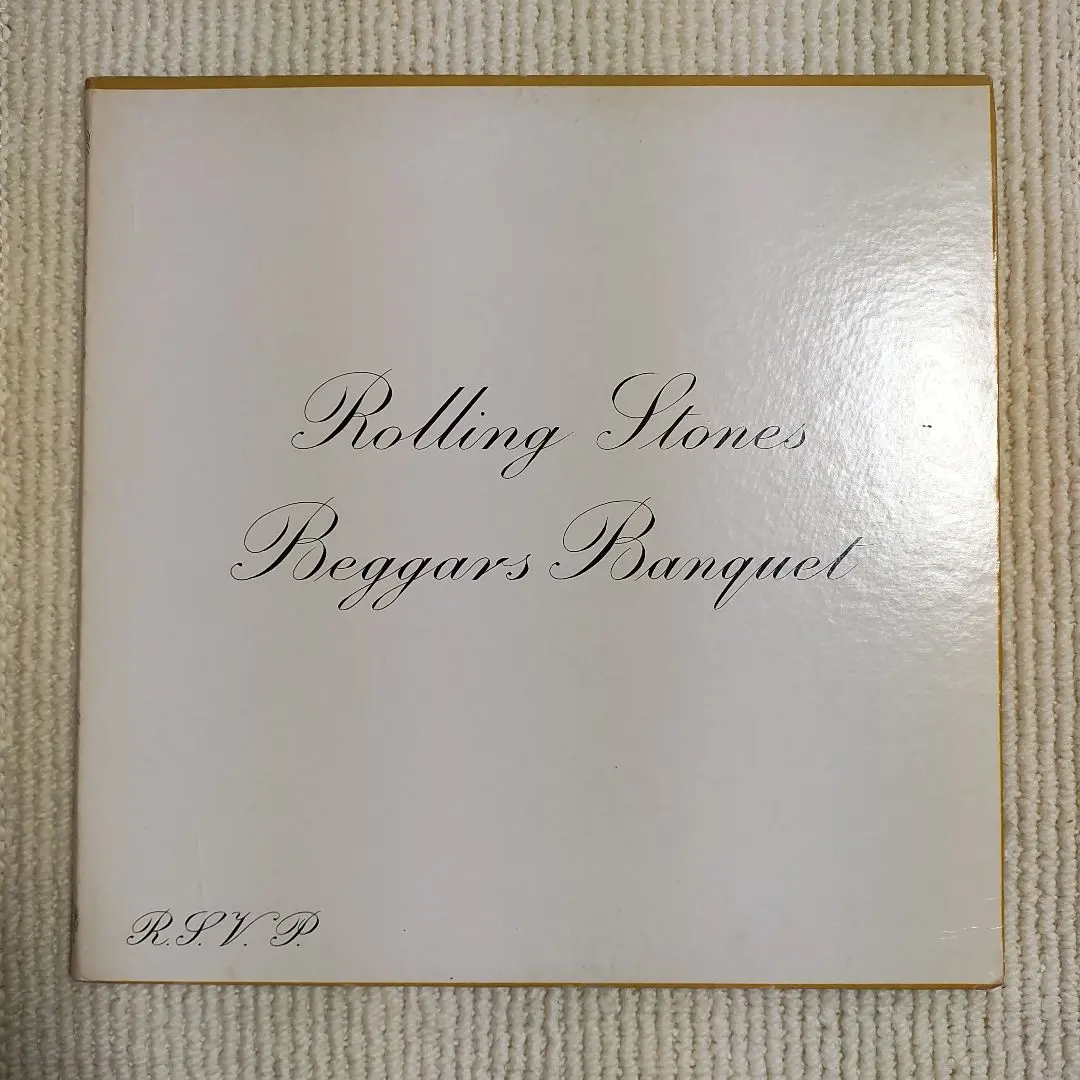 Rolling Stones
Beggars Banquet
R.S.V.P.